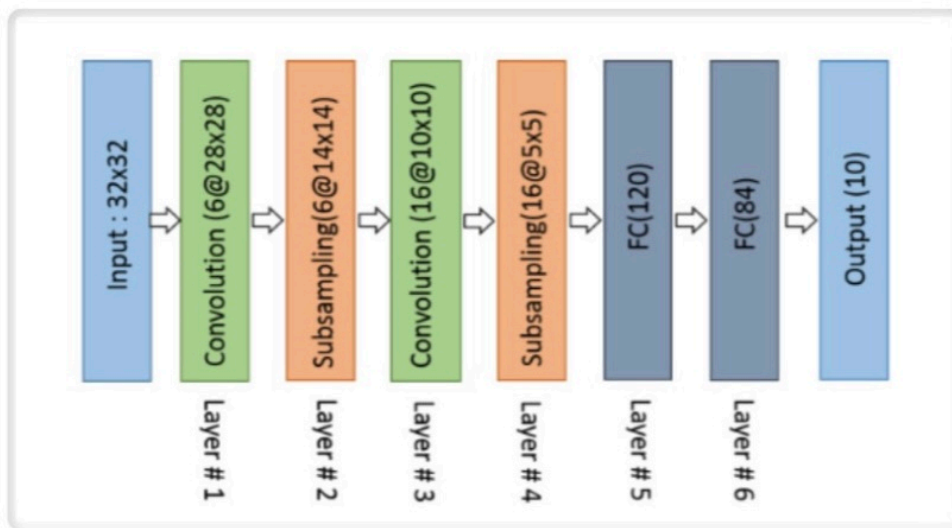 Input : 32x32
Convolution (6@28x28)
Subsampling(6@14x14)
Convolution (16@10x10)
Subsampling(16@5x5)
FC(120)
FC(84)
Output (10)
Layer # 1
Layer # 2
Layer # 3
Layer # 4
Layer # 5
Layer # 6